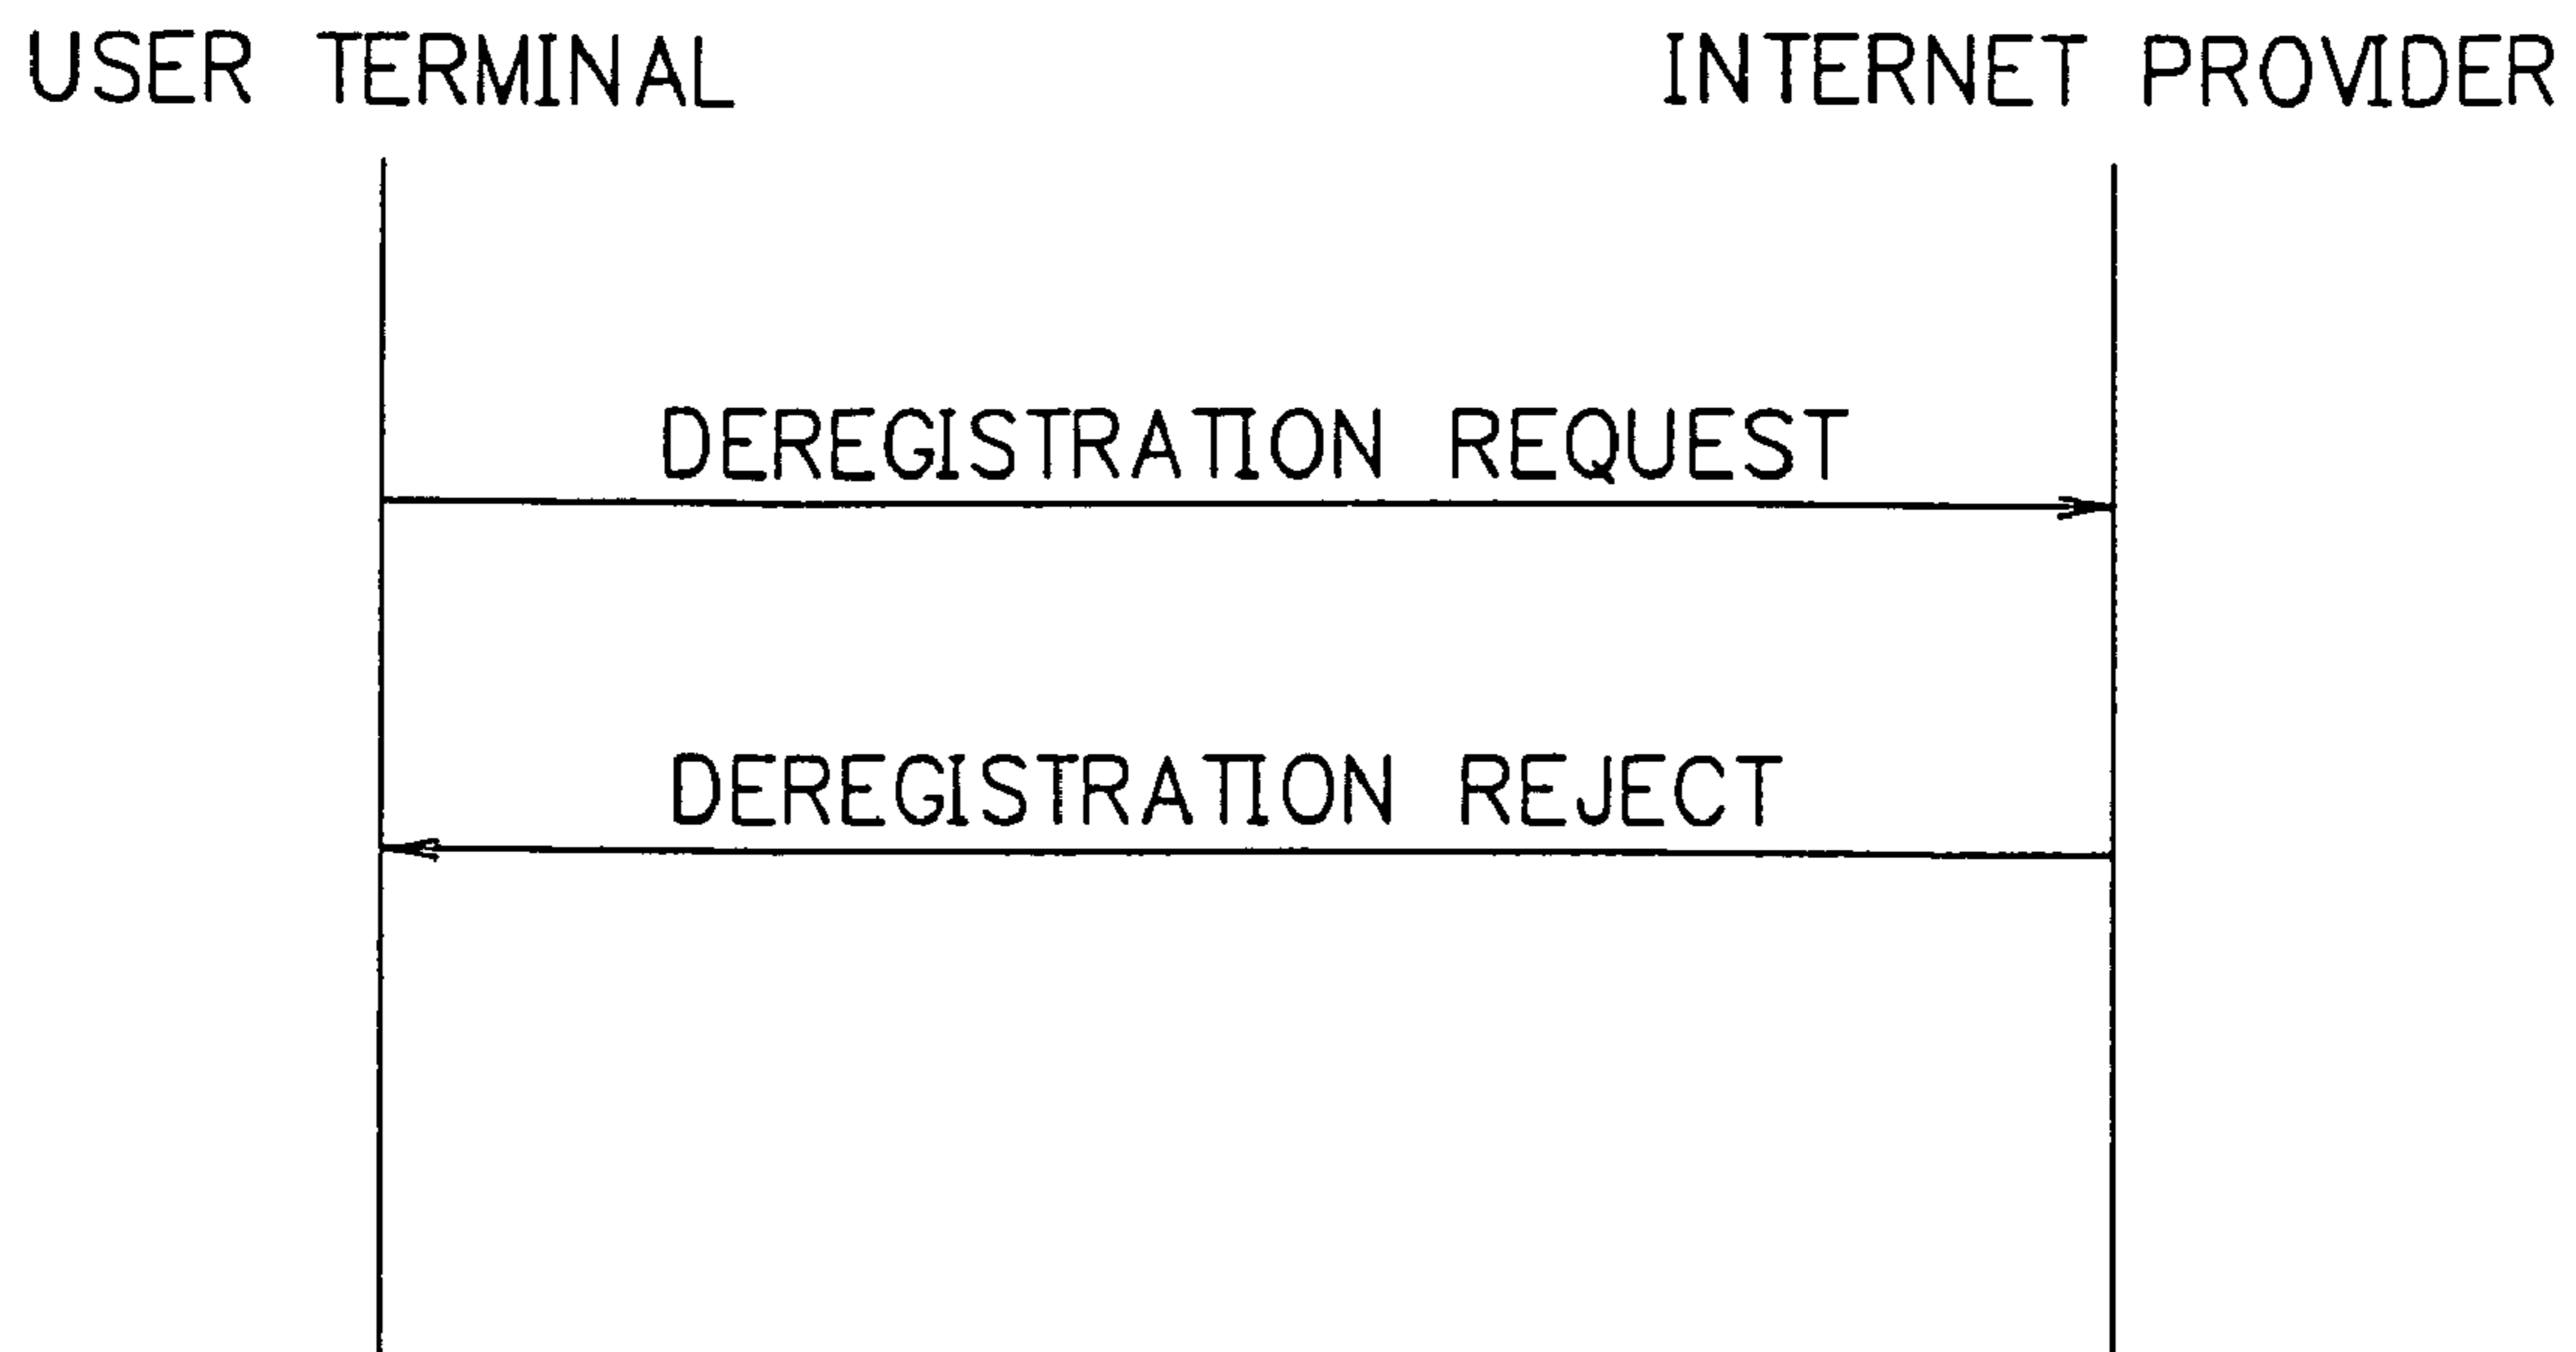 USER TERMINAL
INTERNET PROVIDER
DEREGISTRATION REQUEST
DEREGISTRATION REJECT